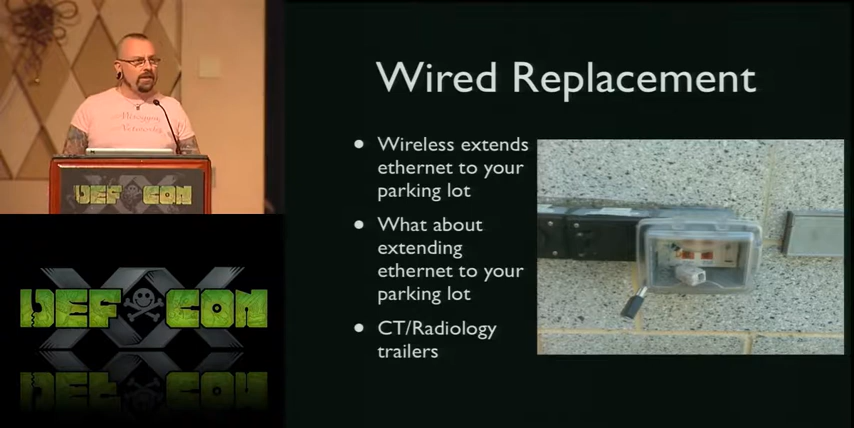 Wired Replacement
Wireless extends
ethernet to your
parking lot
What about
extending
ethernet to your
parking lot
CT/Radiology
trailers
DEF CON
XX
DEF CON